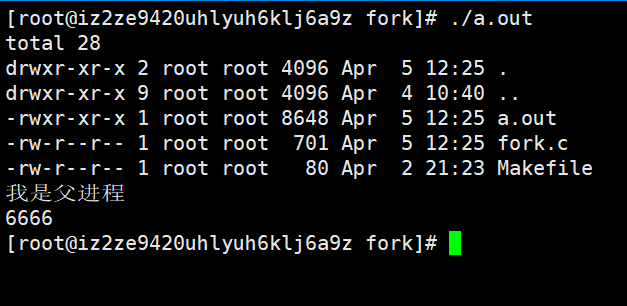 [root@iz2ze9420uhlyuh6klj6a9z fork]# ./a.out
total 28
drwxr-xr-x 2 root root 4096 Apr  5 12:25 .
drwxr-xr-x 9 root root 4096 Apr  4 10:40 ..
-rwxr-xr-x 1 root root 8648 Apr  5 12:25 a.out
-rw-r--r-- 1 root root  701 Apr  5 12:25 fork.c
-rw-r--r-- 1 root root   80 Apr  2 21:23 Makefile
我是父进程
6666
[root@iz2ze9420uhlyuh6klj6a9z fork]#